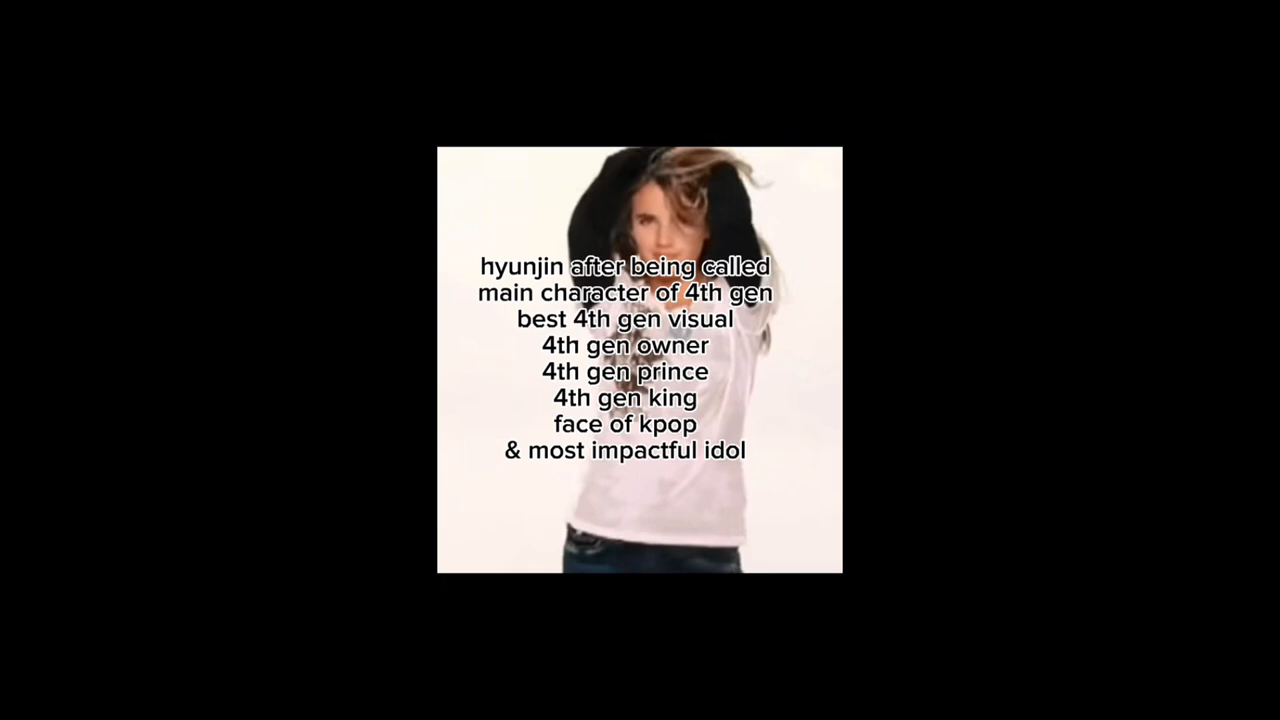 hyunjin after being called
main character of 4th gen
best 4th gen visual
4th gen owner
4th gen prince
4th gen king
face of kpop
& most impactful idol